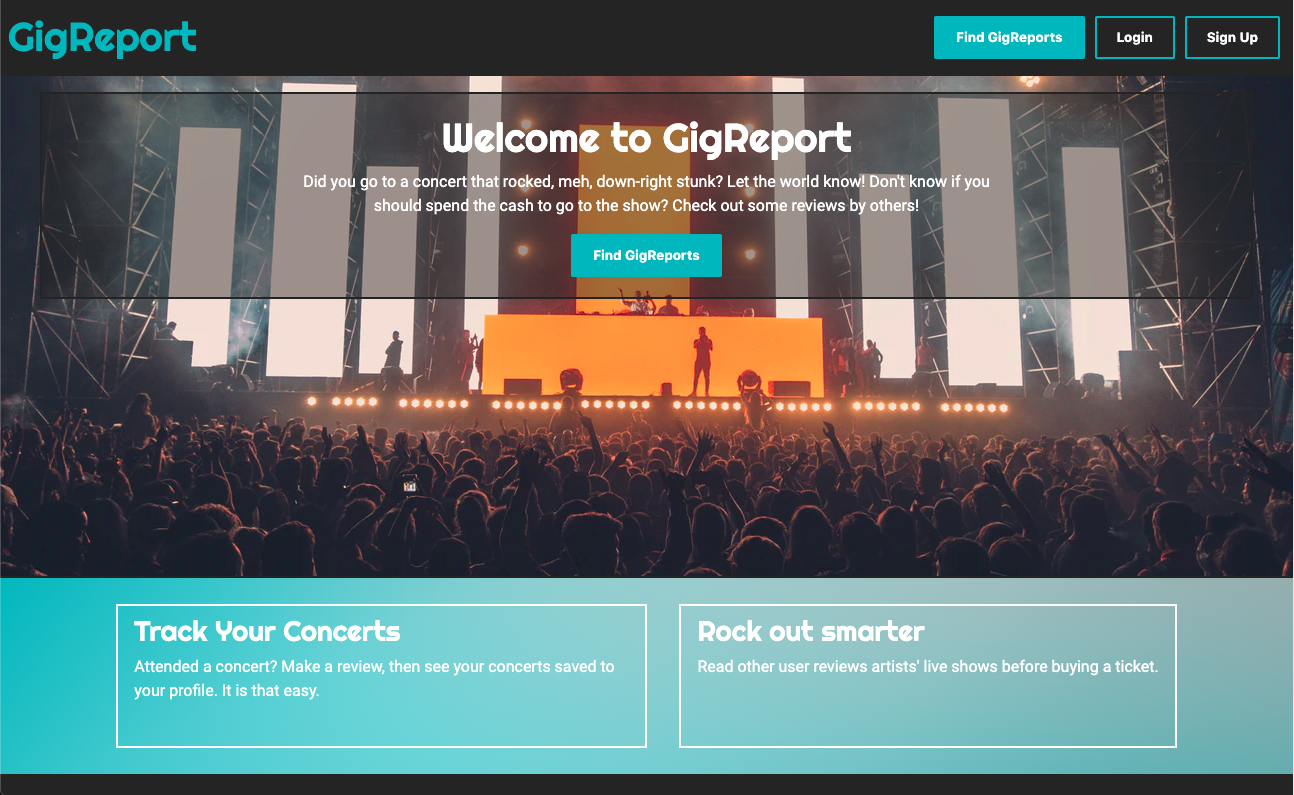 GigReport
Find GigReports
Login
Sign Up
Welcome to GigReport
Did you go to a concert that rocked, meh, down-right stunk? Let the world know! Don't know if you
should spend the cash to go to the show? Check out some reviews by others!
Find GigReports
Track Your Concerts
Attended a concert? Make a review, then see your concerts saved to
your profile. It is that easy.
Rock out smarter
Read other user reviews artists' live shows before buying a ticket.